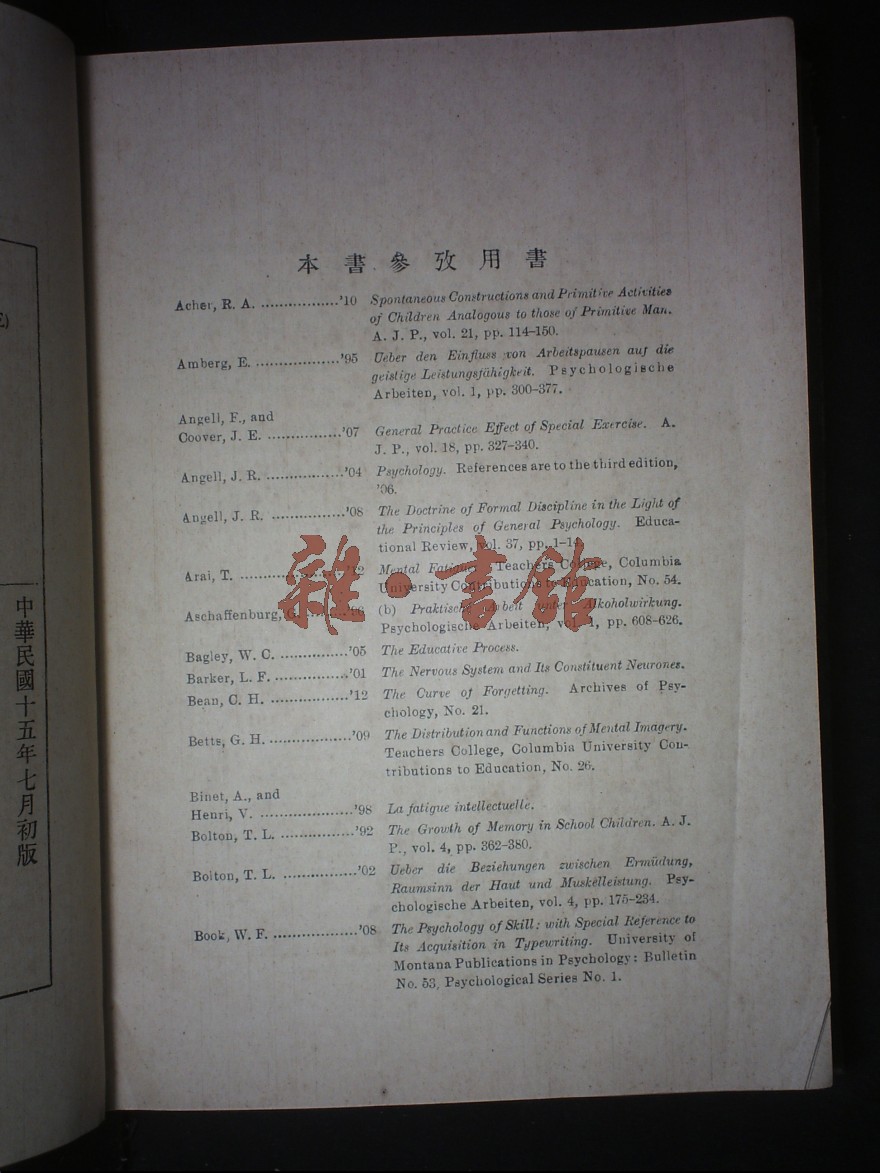 本書參攷用書
Acher, R. A. .................'10 Spontaneous Constructions and Primitive Activities
of Children Analogous to those of Primitive Man.
A. J. P., vol. 21, pp. 114-150.
Amberg, E. ..................'95 Ueber den Einfluss von Arbeitspausen auf die
geistige Leistungsfähigkeit. Psychologische
Arbeiten, vol. 1, pp. 300-377.
Angell, F., and
Coover, J. E. ................'07 General Practice Effect of Special Exercise. A.
J. P., vol. 18, pp. 327-340.
Angell, J. R. .................'04 Psychology. References are to the third edition,
'06.
Angell, J. R. ................'08 The Doctrine of Formal Discipline in the Light of
the Principles of General Psychology. Educa-
tional Review, vol. 37, pp. 1-14.
Arai, T. ......................'12 Mental Fatigue. Teachers College, Columbia
University Contributions to Education, No. 54.
Aschaffenburg, G. ........'96 (b) Praktische Arbeit unter Alkoholwirkung.
Psychologische Arbeiten, vol. 1, pp. 608-626.
Bagley, W. C. ...............'05 The Educative Process.
Barker, L. F. ................'01 The Nervous System and Its Constituent Neurones.
Bean, C. H. .................'12 The Curve of Forgetting. Archives of Psy-
chology, No. 21.
Betts, G. H. ..................'09 The Distribution and Functions of Mental Imagery.
Teachers College, Columbia University Con-
tributions to Education, No. 26.
Binet, A., and
Henri, V. ....................'98 La fatigue intellectuelle.
Bolton, T. L. ................'92 The Growth of Memory in School Children. A. J.
P., vol. 4, pp. 362-380.
Bolton, T. L. ................'02 Ueber die Beziehungen zwischen Ermüdung,
Raumsinn der Haut und Muskelleistung. Psy-
chologische Arbeiten, vol. 4, pp. 175-234.
Book, W. F. ..................'08 The Psychology of Skill: with Special Reference to
Its Acquisition in Typewriting. University of
Montana Publications in Psychology: Bulletin
No. 53, Psychological Series No. 1.
中華民國十五年七月初版
雜·書館